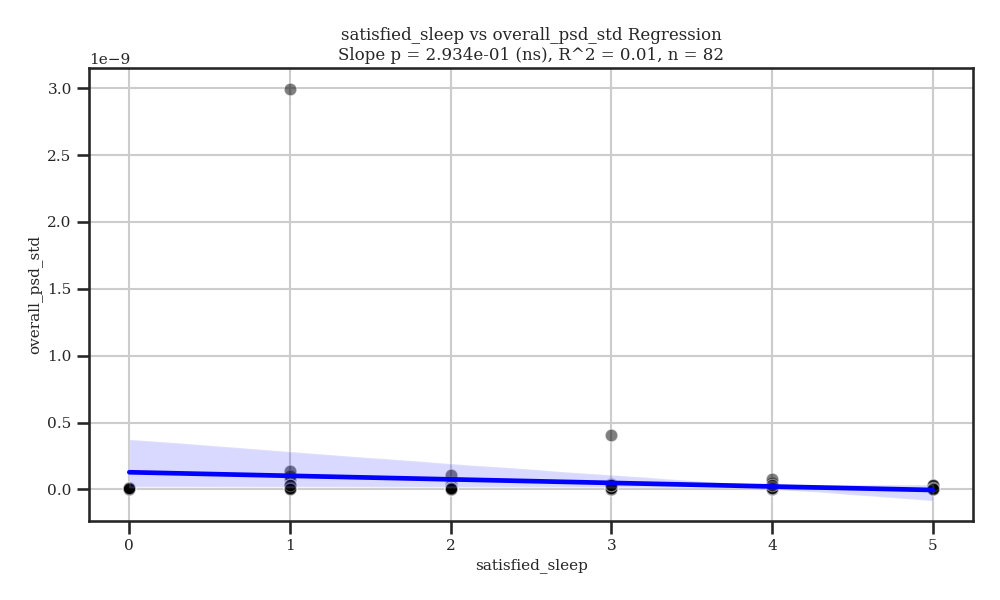 satisfied_sleep vs overall_psd_std Regression
Slope p = 2.934e-01 (ns), R^2 = 0.01, n = 82
1e−9
3.0
2.5
2.0
1.5
1.0
0.5
0.0
overall_psd_std
0 1 2 3 4 5
satisfied_sleep